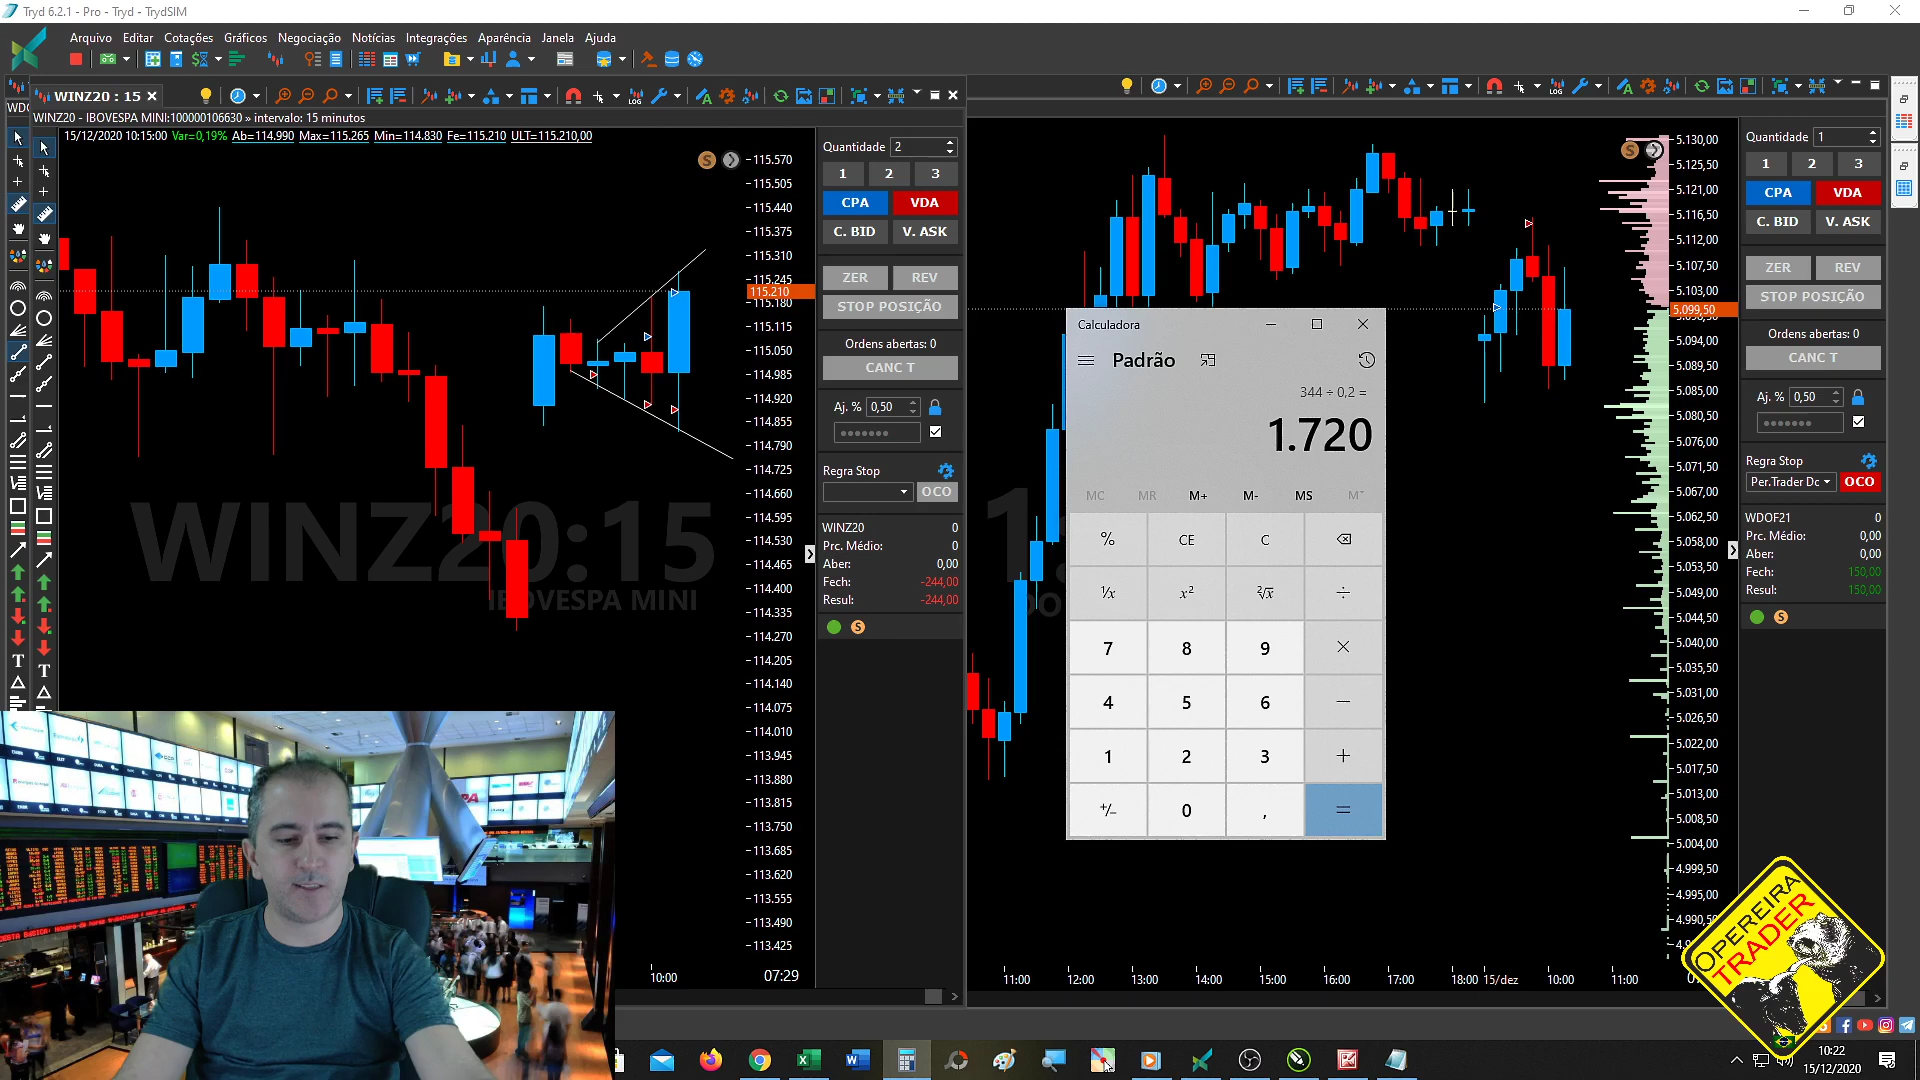 Tryd 6.2.1 - Pro - Tryd - TrydSIM
Arquivo Editar Cotações Gráficos Negociação Notícias Integrações Aparência Janela Ajuda
WDO
WINZ20 : 15
WINZ20 - IBOVESPA MINI:100000106630 » intervalo: 15 minutos
15/12/2020 10:15:00 Var=0,19% Ab=114.990 Max=115.265 Min=114.830 Fe=115.210 ULT=115.210,00
115.570
115.505
115.440
115.375
115.310
115.245
115.210
115.180
115.115
115.050
114.985
114.920
114.855
114.790
114.725
114.660
114.595
114.530
114.465
114.400
114.335
114.270
114.205
114.140
114.075
114.010
113.945
113.880
113.815
113.750
113.685
113.620
113.555
113.490
113.425
WINZ20:15
IBOVESPA MINI
10:00
07:29
Quantidade 2
1 2 3
CPA VDA
C. BID V. ASK
ZER REV
STOP POSIÇÃO
Ordens abertas: 0
CANC T
Aj. % 0,50
Regra Stop
OCO
WINZ20 0
Prc. Médio: 0
Aber: 0,00
Fech: -244,00
Resul: -244,00
S
Calculadora
Padrão
344 ÷ 0,2 =
1.720
MC MR M+ M- MS M˅
% CE C
¹/x x² ²√x ÷
7 8 9 ×
4 5 6 −
1 2 3 +
+/− 0 , =
5.130,00
5.125,50
5.121,00
5.116,50
5.112,00
5.107,50
5.103,00
5.099,50
5.094,00
5.089,50
5.085,00
5.080,50
5.076,00
5.071,50
5.067,00
5.062,50
5.058,00
5.053,50
5.049,00
5.044,50
5.040,00
5.035,50
5.031,00
5.026,50
5.022,00
5.017,50
5.013,00
5.008,50
5.004,00
4.999,50
4.995,00
4.990,50
11:00 12:00 13:00 14:00 15:00 16:00 17:00 18:00 15/dez 10:00 11:00
Quantidade 1
1 2 3
CPA VDA
C. BID V. ASK
ZER REV
STOP POSIÇÃO
Ordens abertas: 0
CANC T
Aj. % 0,50
Regra Stop
Per.Trader Dc OCO
WDOF21 0
Prc. Médio: 0,00
Aber: 0,00
Fech: 150,00
Resul: 150,00
S
OPEREIRA
TRADER
10:22
15/12/2020